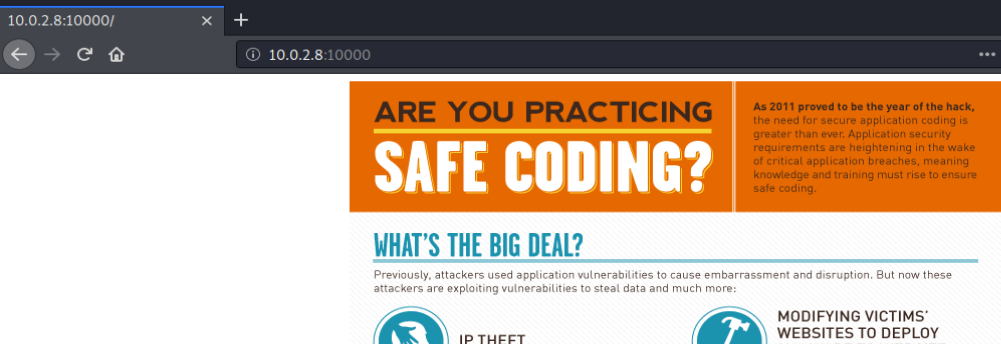 10.0.2.8:10000/
10.0.2.8:10000
ARE YOU PRACTICING
SAFE CODING?
As 2011 proved to be the year of the hack,
the need for secure application coding is
greater than ever. Application security
requirements are heightening in the wake
of critical application breaches, meaning
knowledge and training must rise to ensure
safe coding.
WHAT'S THE BIG DEAL?
Previously, attackers used application vulnerabilities to cause embarrassment and disruption. But now these
attackers are exploiting vulnerabilities to steal data and much more:
IP THEFT
MODIFYING VICTIMS'
WEBSITES TO DEPLOY